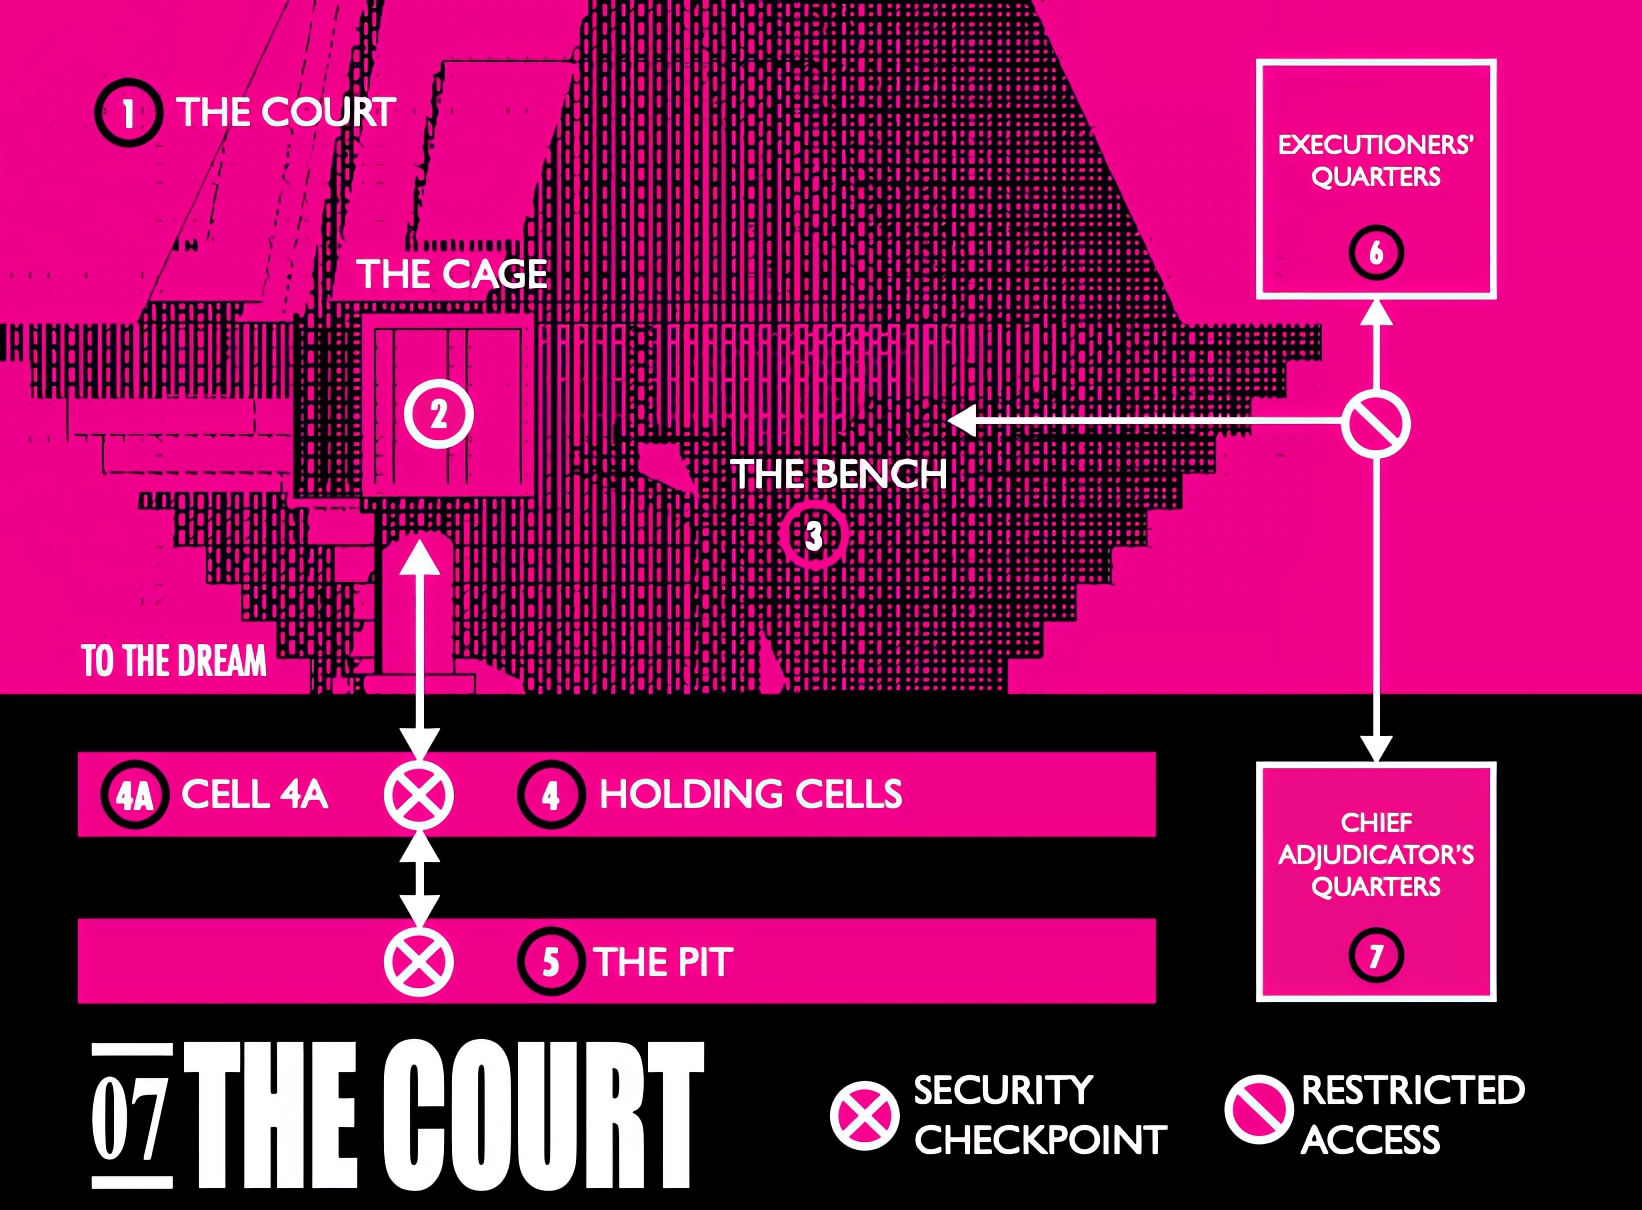 1 THE COURT
EXECUTIONERS'
QUARTERS
6
THE CAGE
2
THE BENCH
3
TO THE DREAM
4A CELL 4A
4 HOLDING CELLS
5 THE PIT
CHIEF
ADJUDICATOR'S
QUARTERS
7
07 THE COURT
SECURITY
CHECKPOINT
RESTRICTED
ACCESS